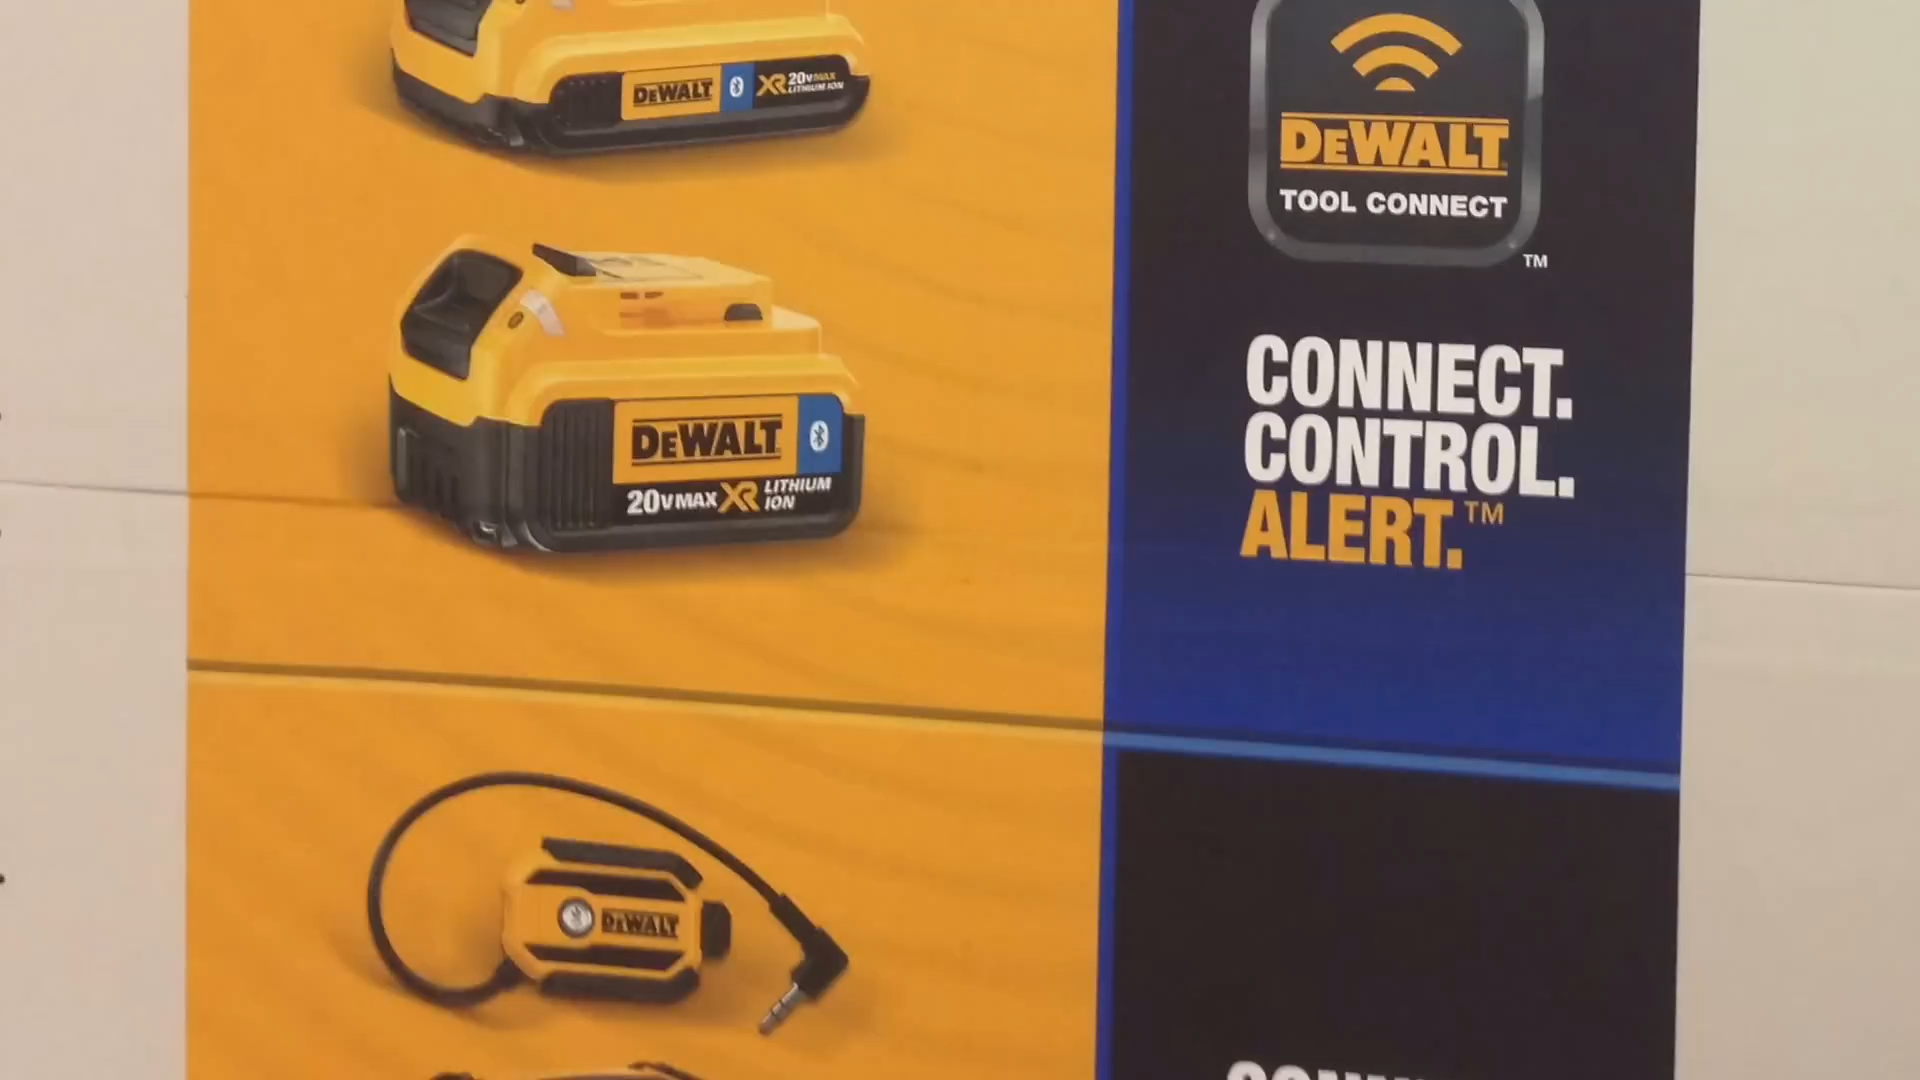 DEWALT XR 20V MAX
LITHIUM ION
DEWALT
TOOL CONNECT
TM
DEWALT
20V MAX XR LITHIUM
ION
CONNECT.
CONTROL.
ALERT.™
DEWALT